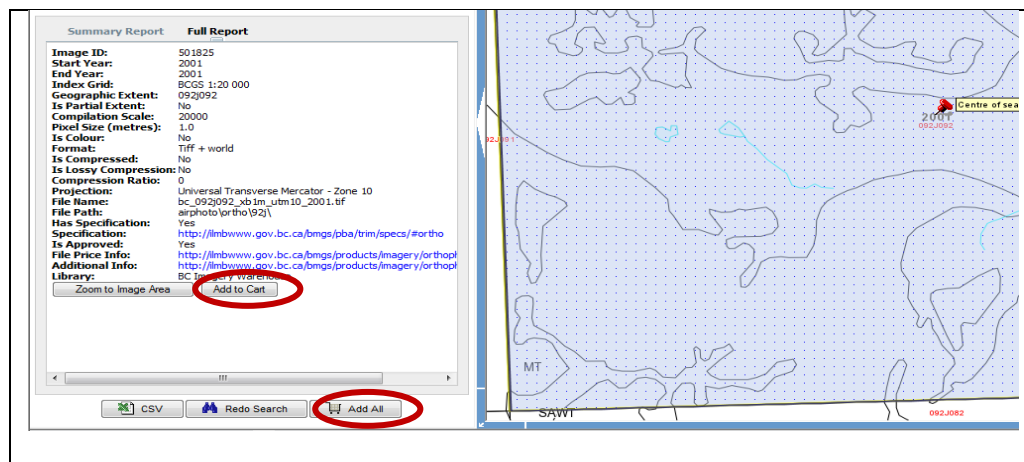 Summary Report Full Report
Image ID: 501825
Start Year: 2001
End Year: 2001
Index Grid: BCGS 1:20 000
Geographic Extent: 092j092
Is Partial Extent: No
Compilation Scale: 20000
Pixel Size (metres): 1.0
Is Colour: No
Format: Tiff + world
Is Compressed: No
Is Lossy Compression: No
Compression Ratio: 0
Projection: Universal Transverse Mercator - Zone 10
File Name: bc_092j092_xb1m_utm10_2001.tif
File Path: airphoto\ortho\92j\
Has Specification: Yes
Specification: http://ilmbwww.gov.bc.ca/bmgs/pba/trim/specs/#ortho
Is Approved: Yes
File Price Info: http://ilmbwww.gov.bc.ca/bmgs/products/imagery/orthoph
Additional Info: http://ilmbwww.gov.bc.ca/bmgs/products/imagery/orthoph
Library: BC Imagery Warehouse
Zoom to Image Area Add to Cart
CSV Redo Search Add All
Centre of sea
2001
092J092
MT
092J082